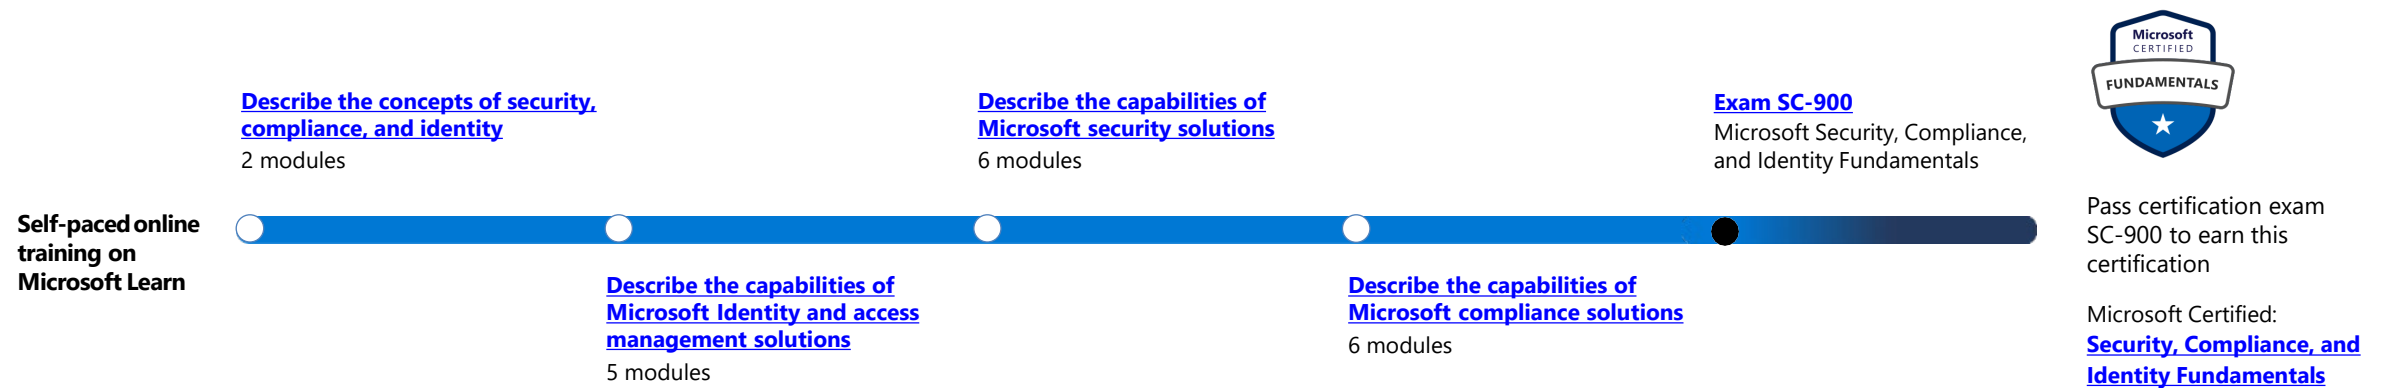 Self-paced online
training on
Microsoft Learn
Describe the concepts of security,
compliance, and identity
2 modules
Describe the capabilities of
Microsoft Identity and access
management solutions
5 modules
Describe the capabilities of
Microsoft security solutions
6 modules
Describe the capabilities of
Microsoft compliance solutions
6 modules
Exam SC-900
Microsoft Security, Compliance,
and Identity Fundamentals
Microsoft
CERTIFIED
FUNDAMENTALS
Pass certification exam
SC-900 to earn this
certification
Microsoft Certified:
Security, Compliance, and
Identity Fundamentals